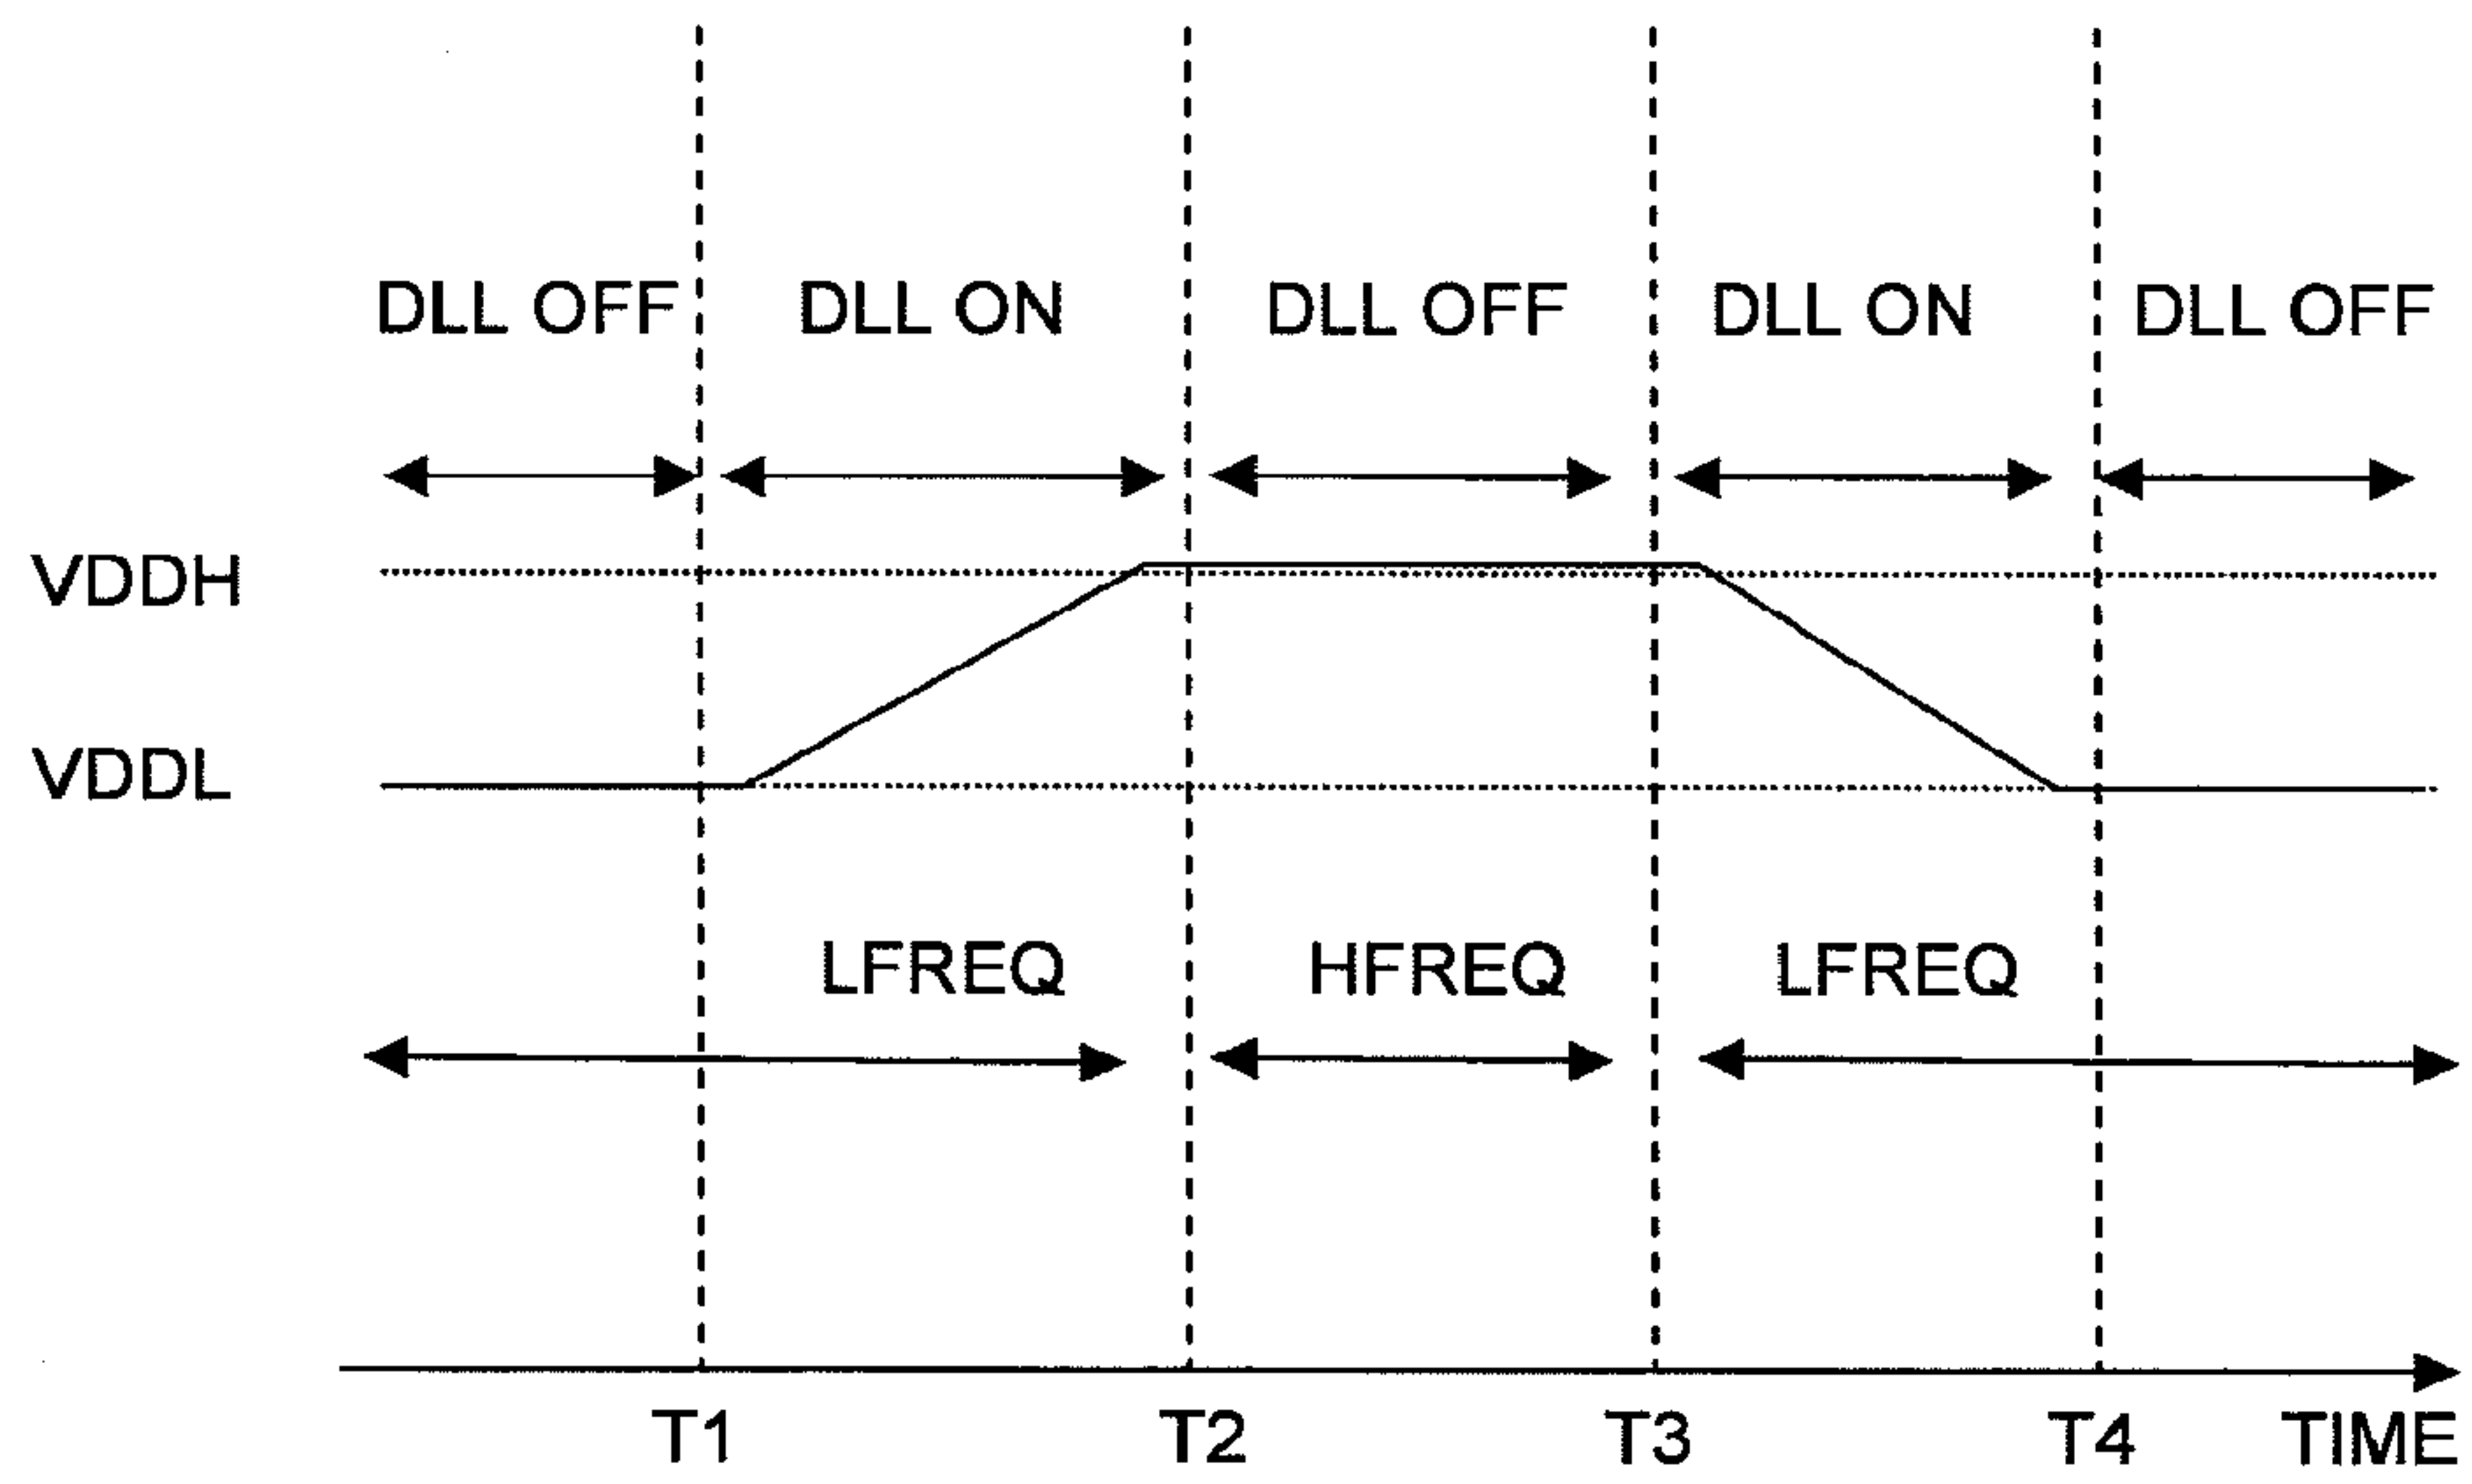 DLL OFF DLL ON DLL OFF DLL ON DLL OFF
VDDH
VDDL
LFREQ HFREQ LFREQ
T1 T2 T3 T4 TIME